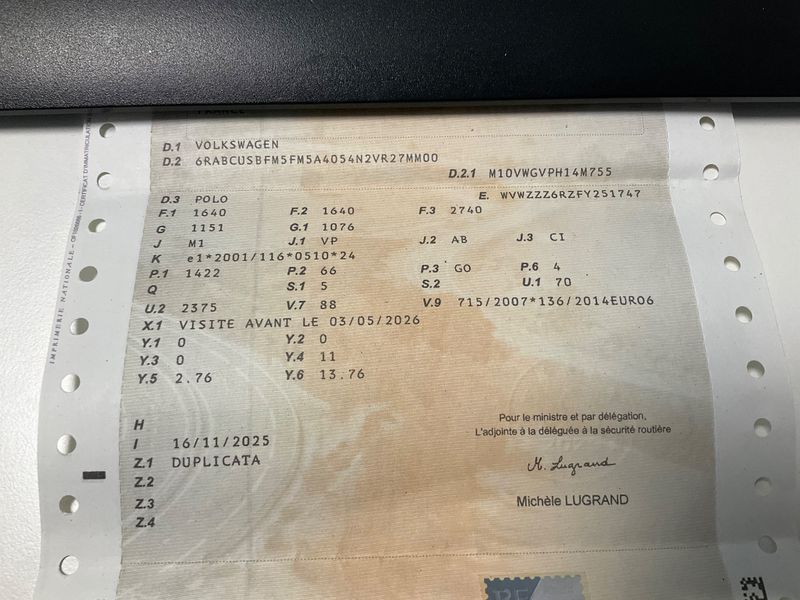 FRANCE
D.1 VOLKSWAGEN
D.2 6RABCUSBFM5FM5A4054N2VR27MM00
D.2.1 M10VWGVPH14M755
D.3 POLO E. WVWZZZ6RZFY251747
F.1 1640 F.2 1640 F.3 2740
G 1151 G.1 1076
J M1 J.1 VP J.2 AB J.3 CI
K e1*2001/116*0510*24
P.1 1422 P.2 66 P.3 GO P.6 4
Q S.1 5 S.2 U.1 70
U.2 2375 V.7 88 V.9 715/2007*136/2014EURO6
X.1 VISITE AVANT LE 03/05/2026
Y.1 0 Y.2 0
Y.3 0 Y.4 11
Y.5 2.76 Y.6 13.76
H
I 16/11/2025
Z.1 DUPLICATA
Z.2
Z.3
Z.4
Pour le ministre et par délégation,
L'adjointe à la déléguée à la sécurité routière
M. Lugrand
Michèle LUGRAND
RF